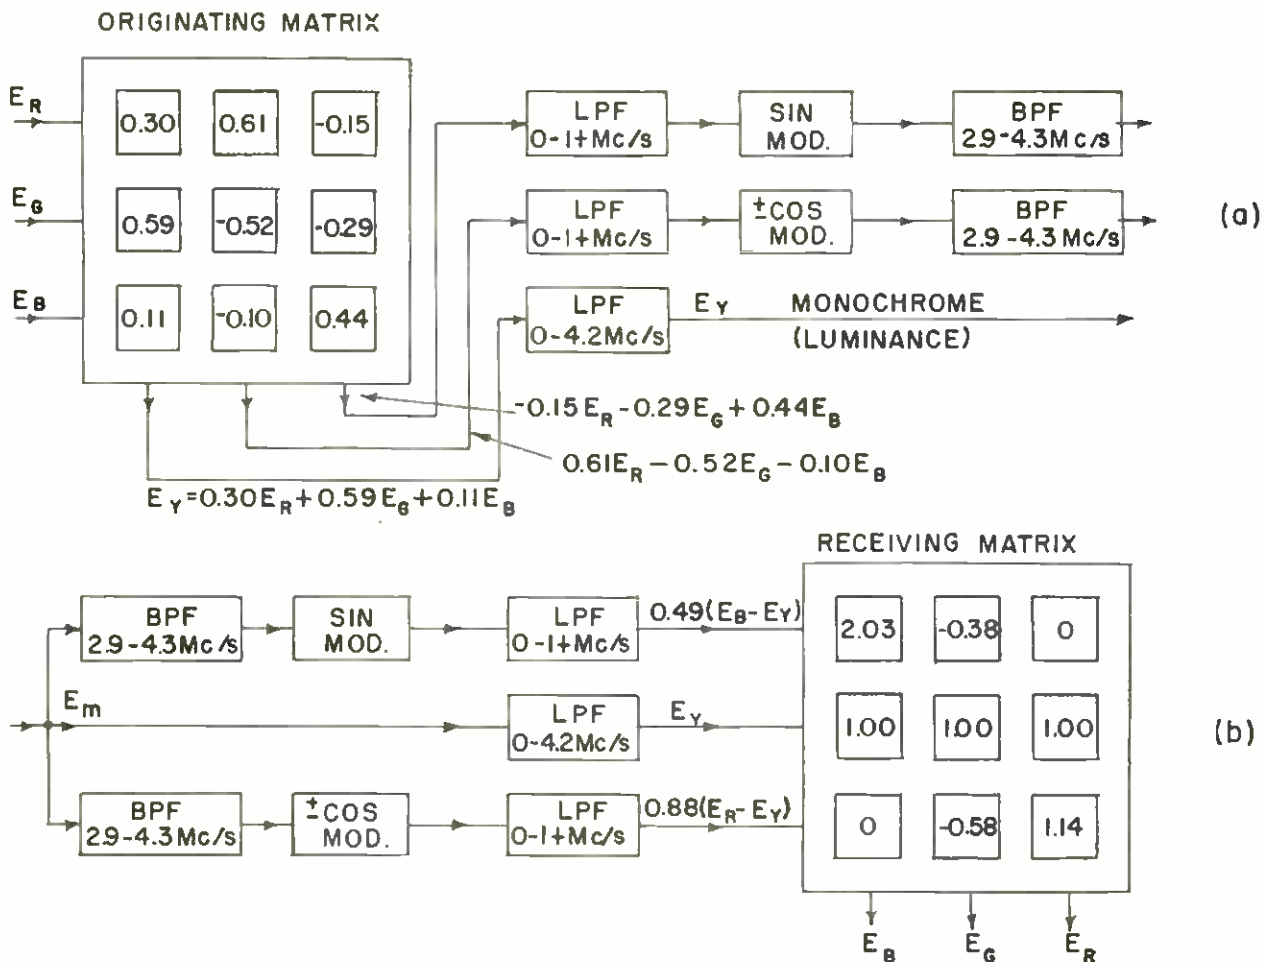 ORIGINATING MATRIX
E_R
0.30 0.61 -0.15
E_G
0.59 -0.52 -0.29
E_B
0.11 -0.10 0.44
LPF
0-1+Mc/s
SIN
MOD.
BPF
2.9-4.3Mc/s
LPF
0-1+Mc/s
±COS
MOD.
BPF
2.9-4.3Mc/s
(a)
LPF
0-4.2Mc/s
E_Y
MONOCHROME
(LUMINANCE)
-0.15E_R-0.29E_G+0.44E_B
0.61E_R-0.52E_G-0.10E_B
E_Y=0.30E_R+0.59E_G+0.11E_B
RECEIVING MATRIX
BPF
2.9-4.3Mc/s
SIN
MOD.
LPF
0-1+Mc/s
0.49(E_B-E_Y)
2.03 -0.38 0
E_m
LPF
0-4.2Mc/s
E_Y
1.00 1.00 1.00
(b)
BPF
2.9-4.3Mc/s
±COS
MOD.
LPF
0-1+Mc/s
0.88(E_R-E_Y)
0 -0.58 1.14
E_B E_G E_R